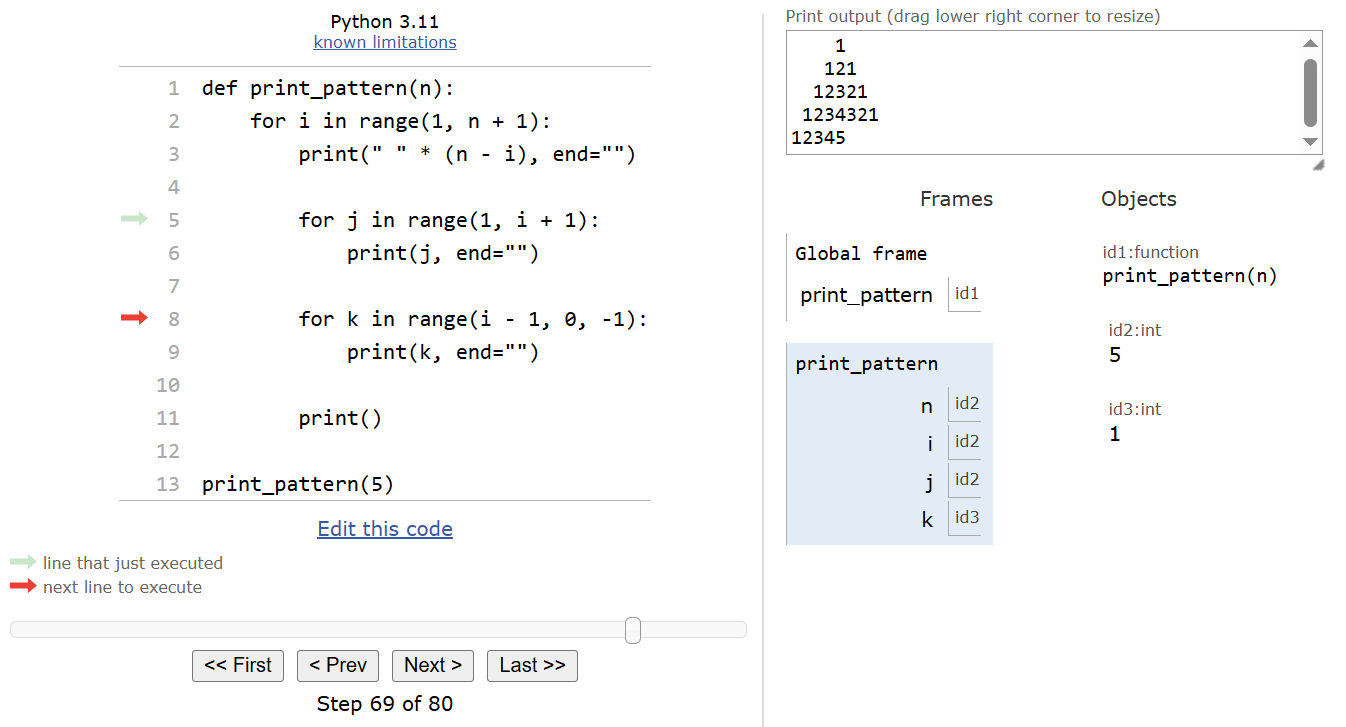 Python 3.11
known limitations
1 def print_pattern(n):
2     for i in range(1, n + 1):
3         print(" " * (n - i), end="")
4
5         for j in range(1, i + 1):
6             print(j, end="")
7
8         for k in range(i - 1, 0, -1):
9             print(k, end="")
10
11         print()
12
13 print_pattern(5)
Edit this code
line that just executed
next line to execute
<< First < Prev Next > Last >>
Step 69 of 80
Print output (drag lower right corner to resize)
    1
   121
  12321
 1234321
12345
Frames Objects
Global frame
print_pattern id1
id1:function
print_pattern(n)
id2:int
5
id3:int
1
print_pattern
n id2
i id2
j id2
k id3